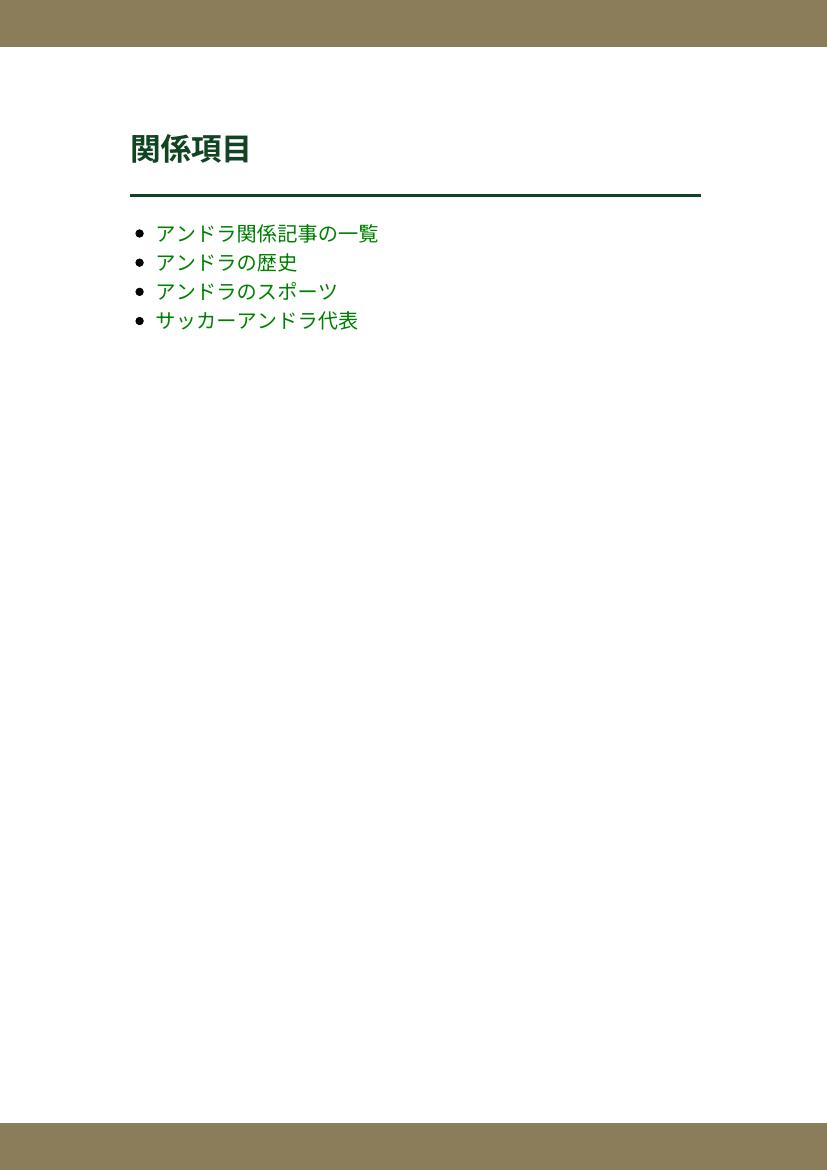 関係項目
アンドラ関係記事の一覧
アンドラの歴史
アンドラのスポーツ
サッカーアンドラ代表